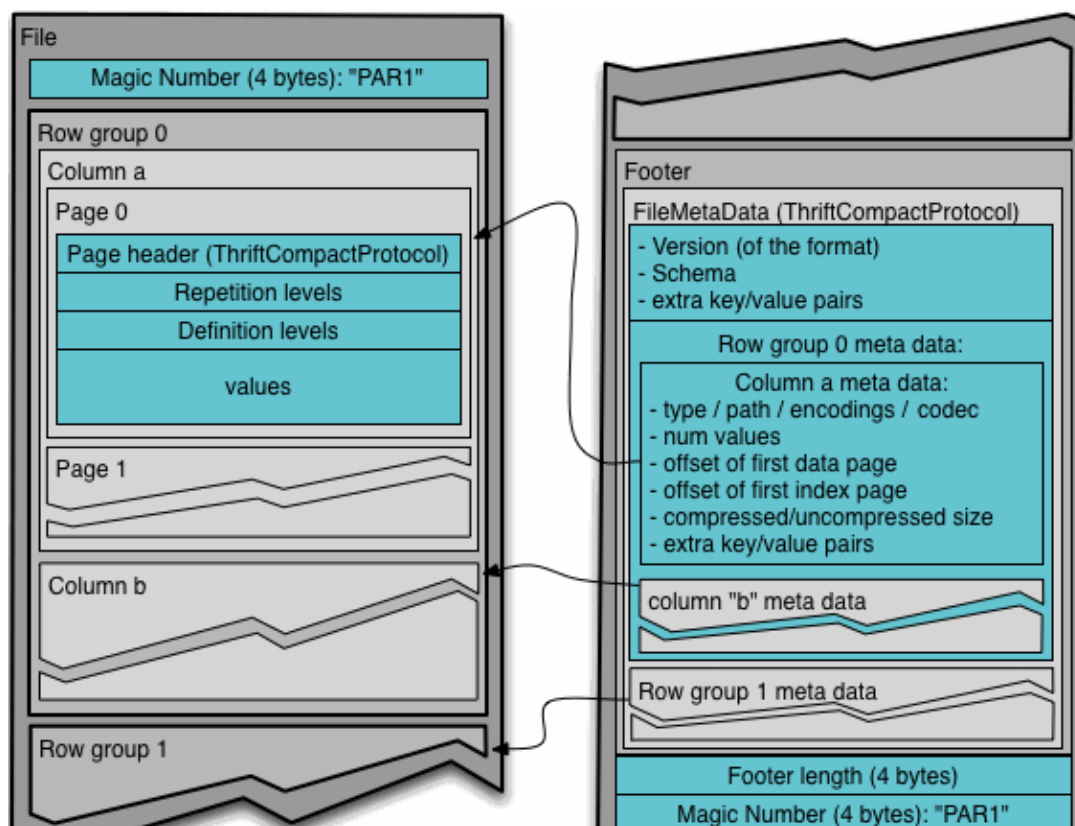 File
Magic Number (4 bytes): "PAR1"
Row group 0
Column a
Page 0
Page header (ThriftCompactProtocol)
Repetition levels
Definition levels
values
Page 1
Column b
Row group 1
Footer
FileMetaData (ThriftCompactProtocol)
- Version (of the format)
- Schema
- extra key/value pairs
Row group 0 meta data:
Column a meta data:
- type / path / encodings / codec
- num values
- offset of first data page
- offset of first index page
- compressed/uncompressed size
- extra key/value pairs
column "b" meta data
Row group 1 meta data
Footer length (4 bytes)
Magic Number (4 bytes): "PAR1"